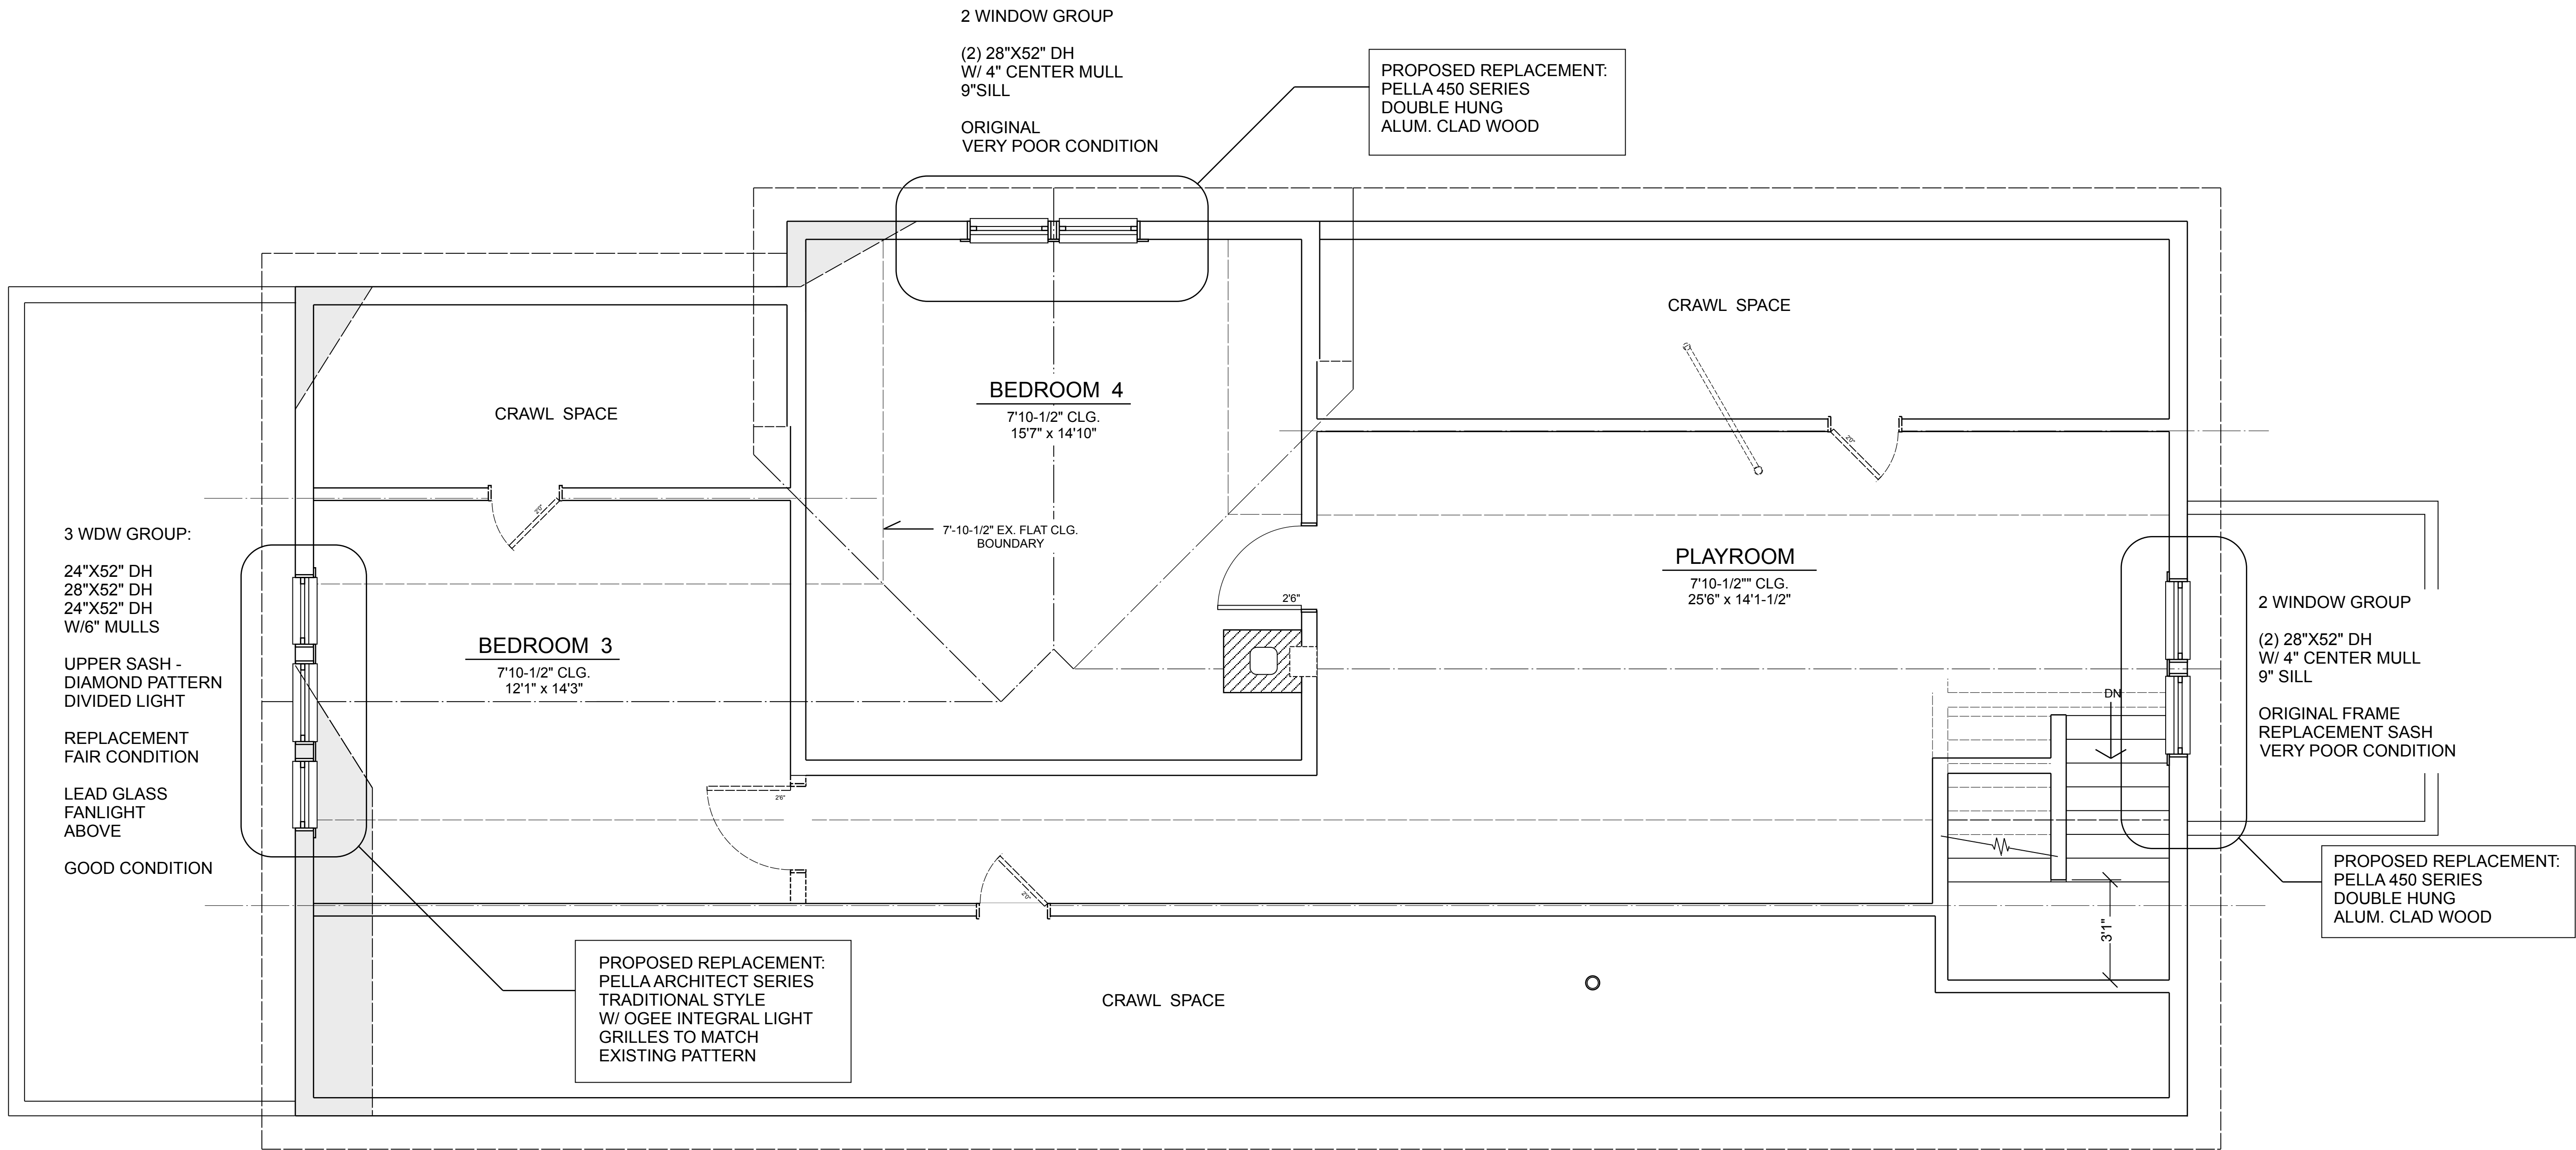 2 WINDOW GROUP
(2) 28"X52" DH
W/ 4" CENTER MULL
9"SILL
ORIGINAL
VERY POOR CONDITION
PROPOSED REPLACEMENT:
PELLA 450 SERIES
DOUBLE HUNG
ALUM. CLAD WOOD
CRAWL SPACE
BEDROOM 4
7'10-1/2" CLG.
15'7" x 14'10"
CRAWL SPACE
2'0"
2'0"
7'-10-1/2" EX. FLAT CLG.
BOUNDARY
3 WDW GROUP:
24"X52" DH
28"X52" DH
24"X52" DH
W/6" MULLS
UPPER SASH -
DIAMOND PATTERN
DIVIDED LIGHT
REPLACEMENT
FAIR CONDITION
LEAD GLASS
FANLIGHT
ABOVE
GOOD CONDITION
BEDROOM 3
7'10-1/2" CLG.
12'1" x 14'3"
2'6"
PLAYROOM
7'10-1/2"" CLG.
25'6" x 14'1-1/2"
2'6"
DN
2 WINDOW GROUP
(2) 28"X52" DH
W/ 4" CENTER MULL
9" SILL
ORIGINAL FRAME
REPLACEMENT SASH
VERY POOR CONDITION
PROPOSED REPLACEMENT:
PELLA 450 SERIES
DOUBLE HUNG
ALUM. CLAD WOOD
2'0"
3'1"
PROPOSED REPLACEMENT:
PELLA ARCHITECT SERIES
TRADITIONAL STYLE
W/ OGEE INTEGRAL LIGHT
GRILLES TO MATCH
EXISTING PATTERN
CRAWL SPACE